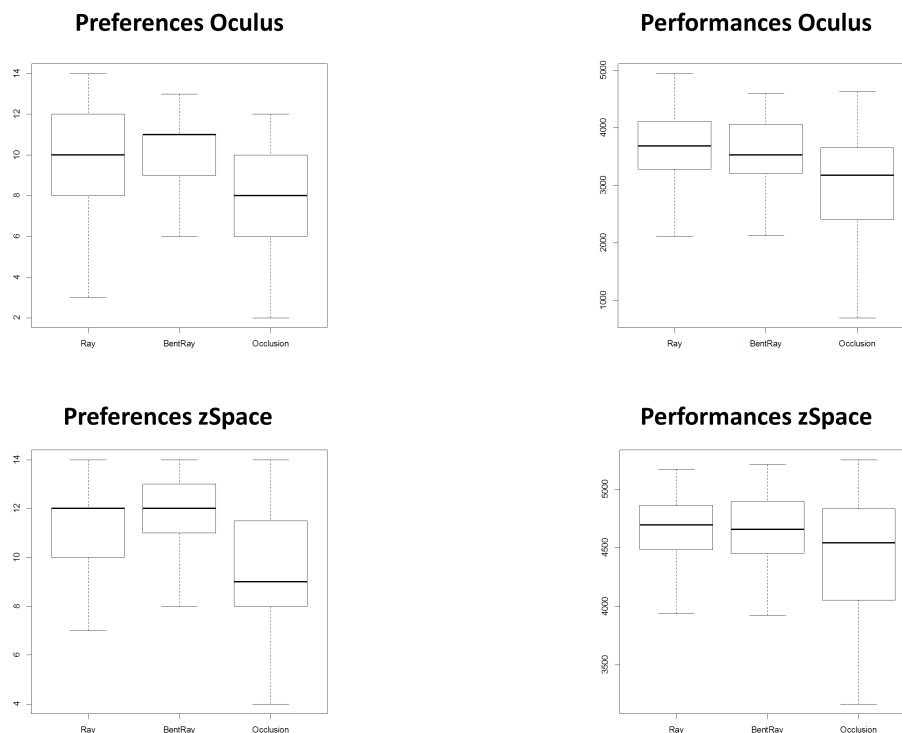 Preferences Oculus
14
12
10
8
6
4
2
Ray BentRay Occlusion
Performances Oculus
5000
4000
3000
2000
1000
Ray BentRay Occlusion
Preferences zSpace
14
12
10
8
6
4
Ray BentRay Occlusion
Performances zSpace
5000
4500
4000
3500
Ray BentRay Occlusion